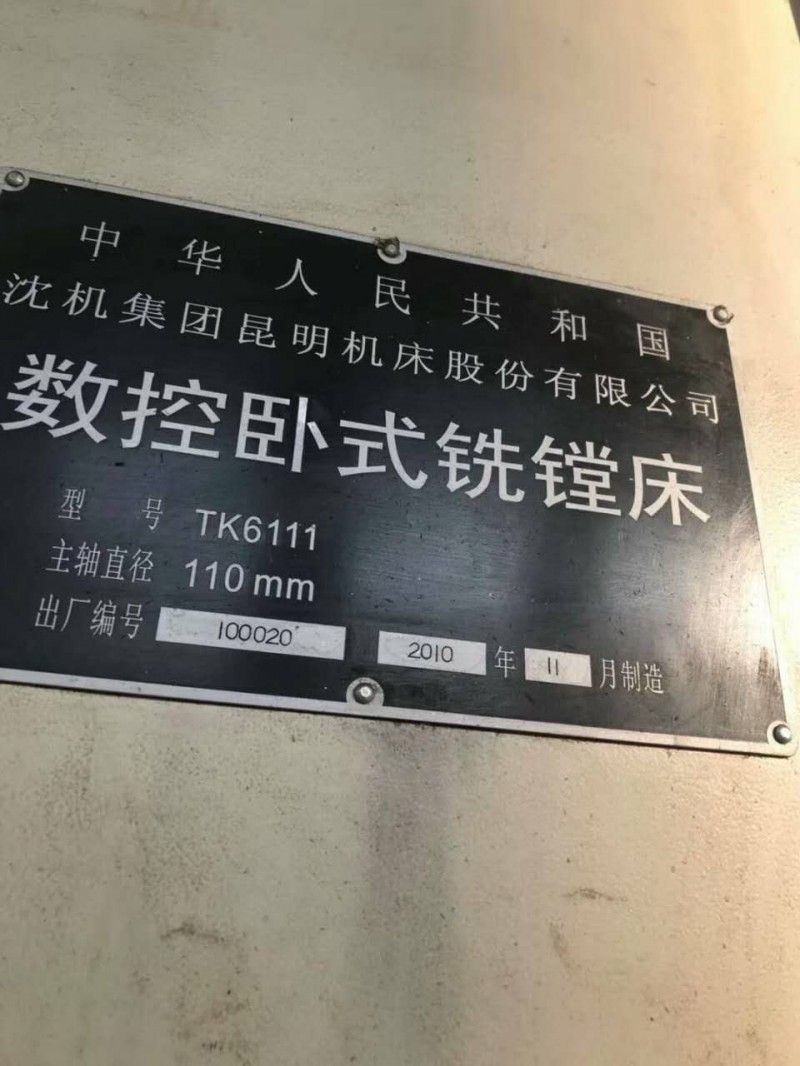 中华人民共和国
沈机集团昆明机床股份有限公司
数控卧式铣镗床
型号 TK6111
主轴直径 110mm
出厂编号 100020 2010 年 11 月制造